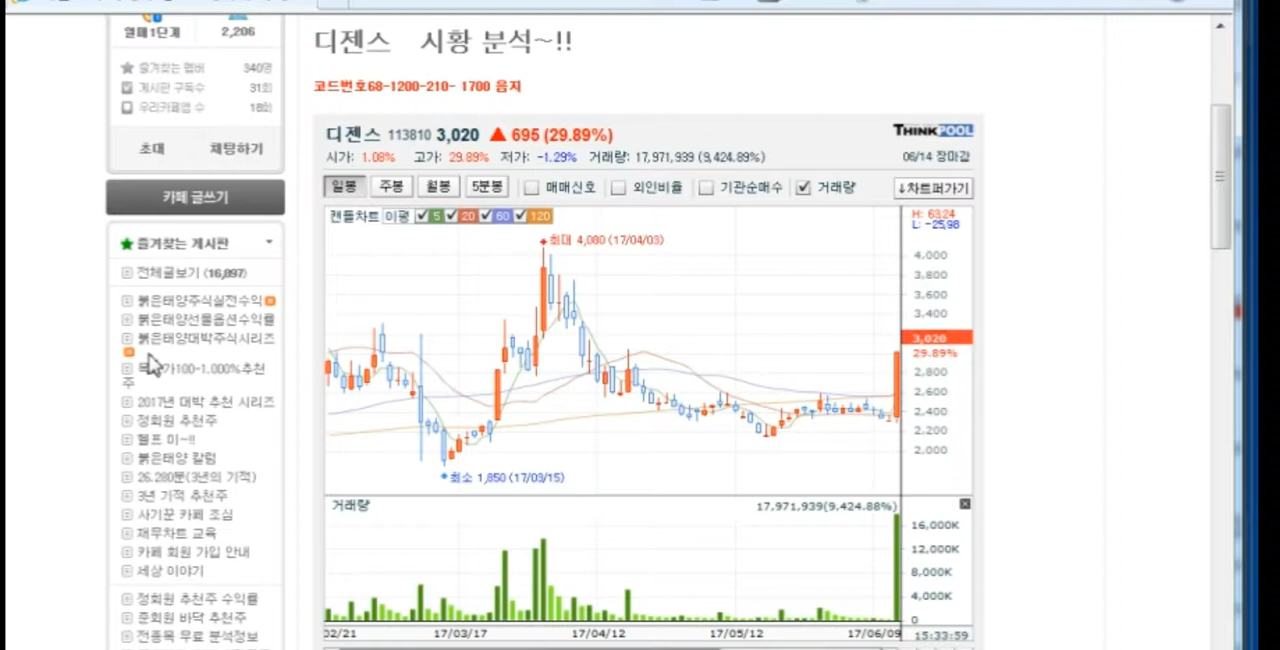 열매1단계 2,206
즐겨찾는 멤버 340명
게시판 구독수 31회
우리카페앱 수 18회
초대 채팅하기
카페 글쓰기
즐겨찾는 게시판
전체글보기 (16,897)
붉은태양주식실전수익
붉은태양선물옵션수익률
붉은태양대박주식시리즈
가100-1.000%추천
주
2017년 대박 추천 시리즈
정회원 추천주
헬프 미~!!
붉은태양 칼럼
26.280분(3년의 기적)
3년 기적 추천주
사기꾼 카페 조심
재무차트 교육
카페 회원 가입 안내
세상 이야기
정회원 추천주 수익률
준회원 바닥 추천주
전종목 무료 분석정보
디젠스 시황 분석~!!
코드번호68-1200-210- 1700 음지
디젠스 113810 3,020 ▲ 695 (29.89%)
THINKPOOL
시가: 1.08% 고가: 29.89% 저가: -1.29% 거래량: 17,971,939 (9,424.89%)
06/14 장마감
일봉 주봉 월봉 5분봉 매매신호 외인비율 기관순매수 거래량 ↓차트퍼가기
캔들차트 이평 5 20 60 120
H: 63.24
L: -25.98
최대 4,080 (17/04/03)
4,000
3,800
3,600
3,400
3,020
29.89%
2,800
2,600
2,400
2,200
2,000
최소 1,850 (17/03/15)
거래량 17,971,939(9,424.88%)
16,000K
12,000K
8,000K
4,000K
0
02/21 17/03/17 17/04/12 17/05/12 17/06/09 15:33:59